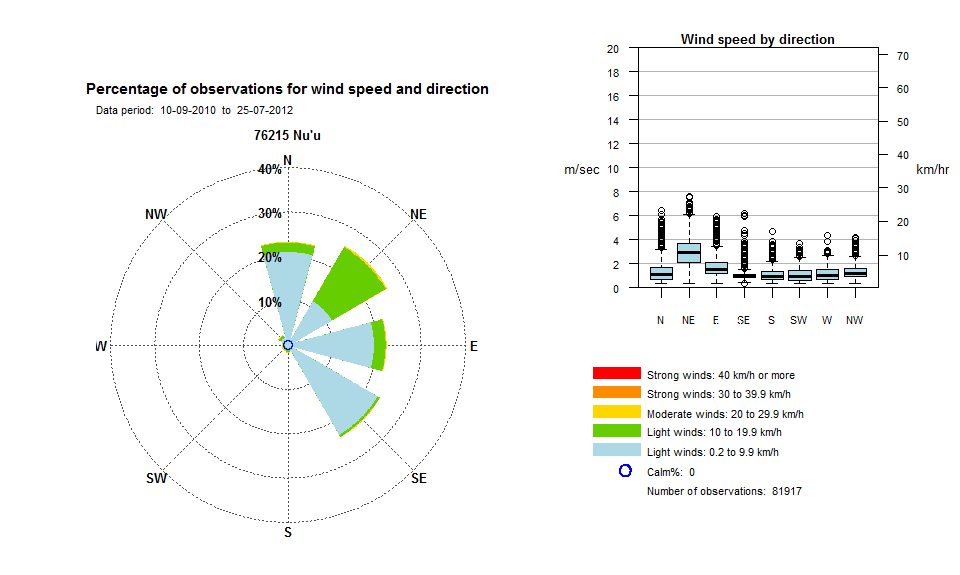 Percentage of observations for wind speed and direction
Data period: 10-09-2010 to 25-07-2012
76215 Nu'u
N
40%
NW
NE
30%
20%
10%
W
E
SW
SE
S
Wind speed by direction
20
18
16
14
12
10
8
6
4
2
0
m/sec
70
60
50
40
30
20
10
km/hr
N NE E SE S SW W NW
Strong winds: 40 km/h or more
Strong winds: 30 to 39.9 km/h
Moderate winds: 20 to 29.9 km/h
Light winds: 10 to 19.9 km/h
Light winds: 0.2 to 9.9 km/h
Calm%: 0
Number of observations: 81917